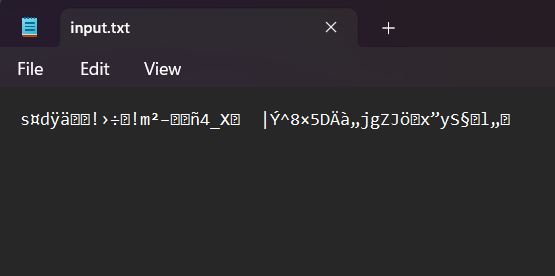 input.txt
File Edit View
s¤dÿä⍰⍰!›÷⍰!m²–⍰⍰ñ4_X⍰ |Ý^8×5DÄà„jgZJö⍰x”yS§⍰l„⍰